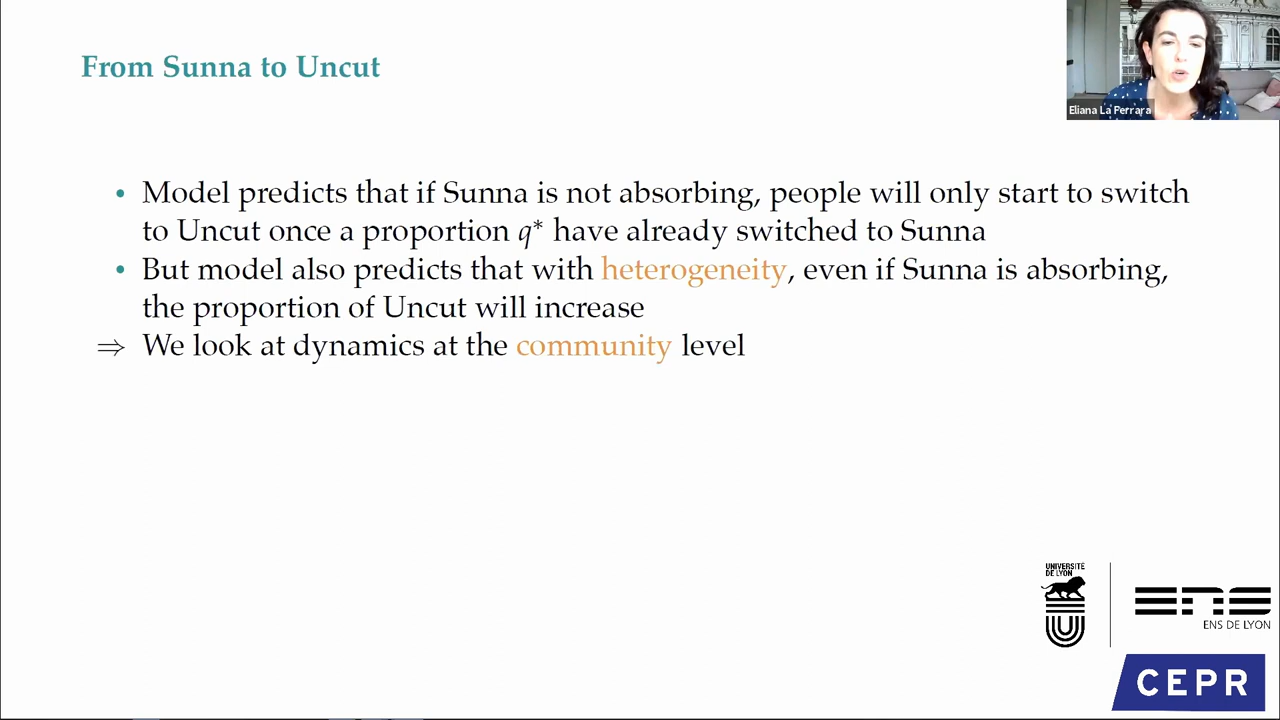 From Sunna to Uncut
Eliana La Ferrara
• Model predicts that if Sunna is not absorbing, people will only start to switch
to Uncut once a proportion q* have already switched to Sunna
• But model also predicts that with heterogeneity, even if Sunna is absorbing,
the proportion of Uncut will increase
⇒ We look at dynamics at the community level
UNIVERSITE
DE LYON
ENS
ENS DE LYON
CEPR